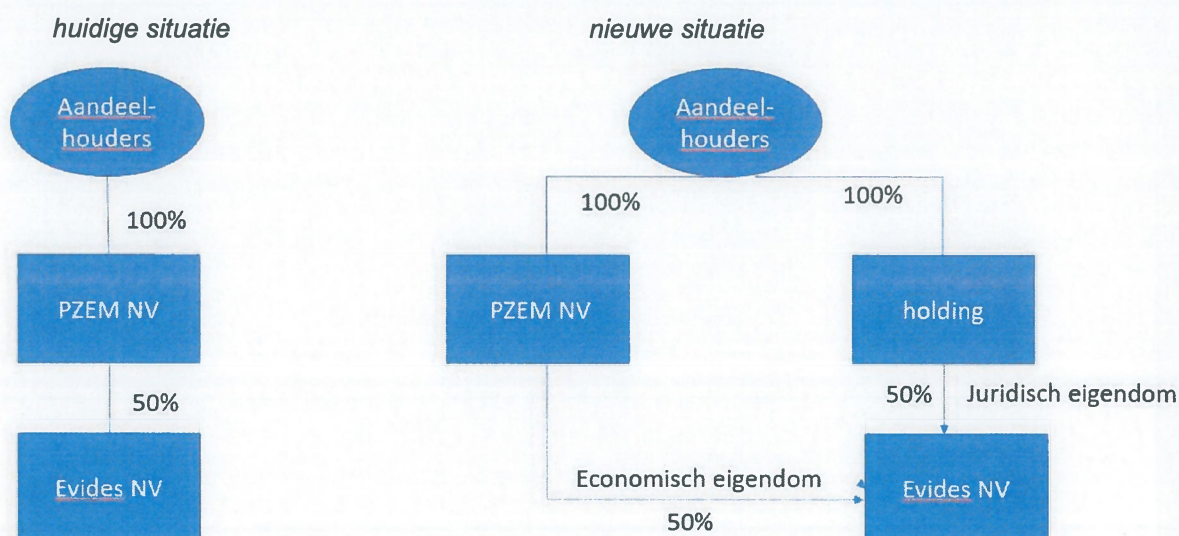 huidige situatie
Aandeel-
houders
100%
PZEM NV
50%
Evides NV
nieuwe situatie
Aandeel-
houders
100%
100%
PZEM NV
holding
50%
Juridisch eigendom
Economisch eigendom
50%
Evides NV